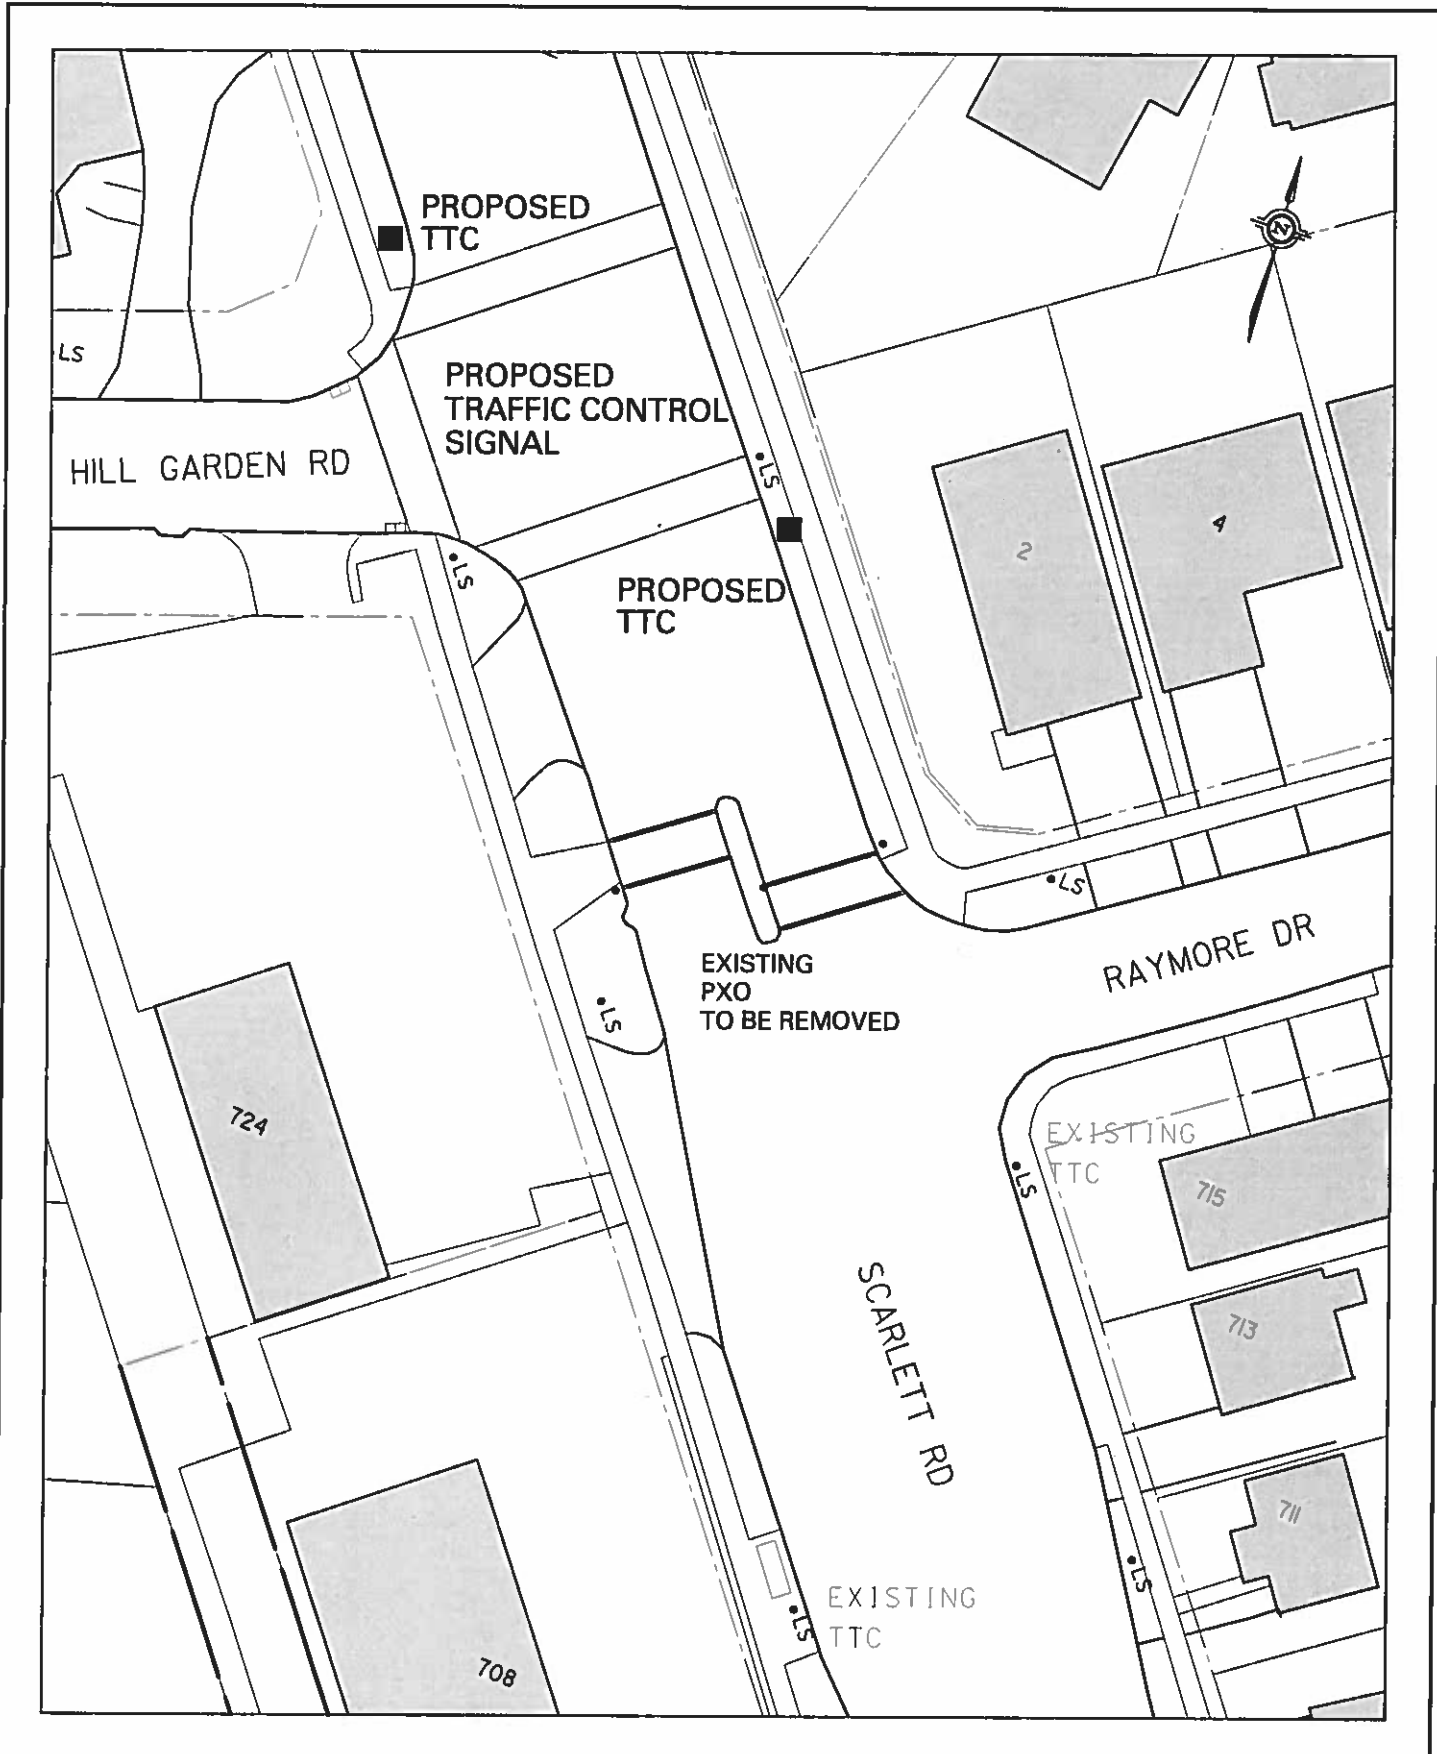 PROPOSED
TTC
N
LS
PROPOSED
TRAFFIC CONTROL
SIGNAL
HILL GARDEN RD
LS
4
2
LS
PROPOSED
TTC
LS
RAYMORE DR
EXISTING
PXO
TO BE REMOVED
LS
724
EXISTING
TTC
LS
715
SCARLETT RD
713
711
LS
EXISTING
TTC
LS
708